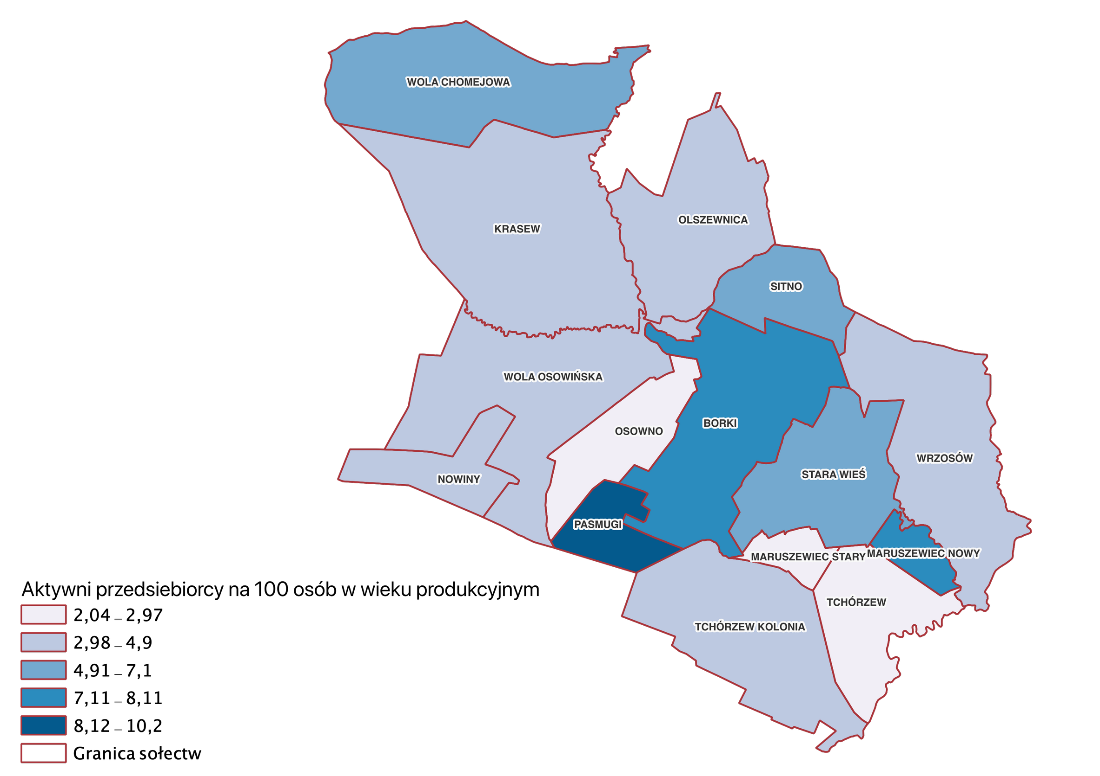 WOLA CHOMEJOWA
OLSZEWNICA
KRASEW
SITNO
WOLA OSOWIŃSKA
BORKI
OSOWNO
WRZOSÓW
STARA WIEŚ
NOWINY
PASMUGI
MARUSZEWIEC STARY
MARUSZEWIEC NOWY
TCHÓRZEW
TCHÓRZEW KOLONIA
Aktywni przedsiebiorcy na 100 osób w wieku produkcyjnym
2,04 – 2,97
2,98 – 4,9
4,91 – 7,1
7,11 – 8,11
8,12 – 10,2
Granica sołectw